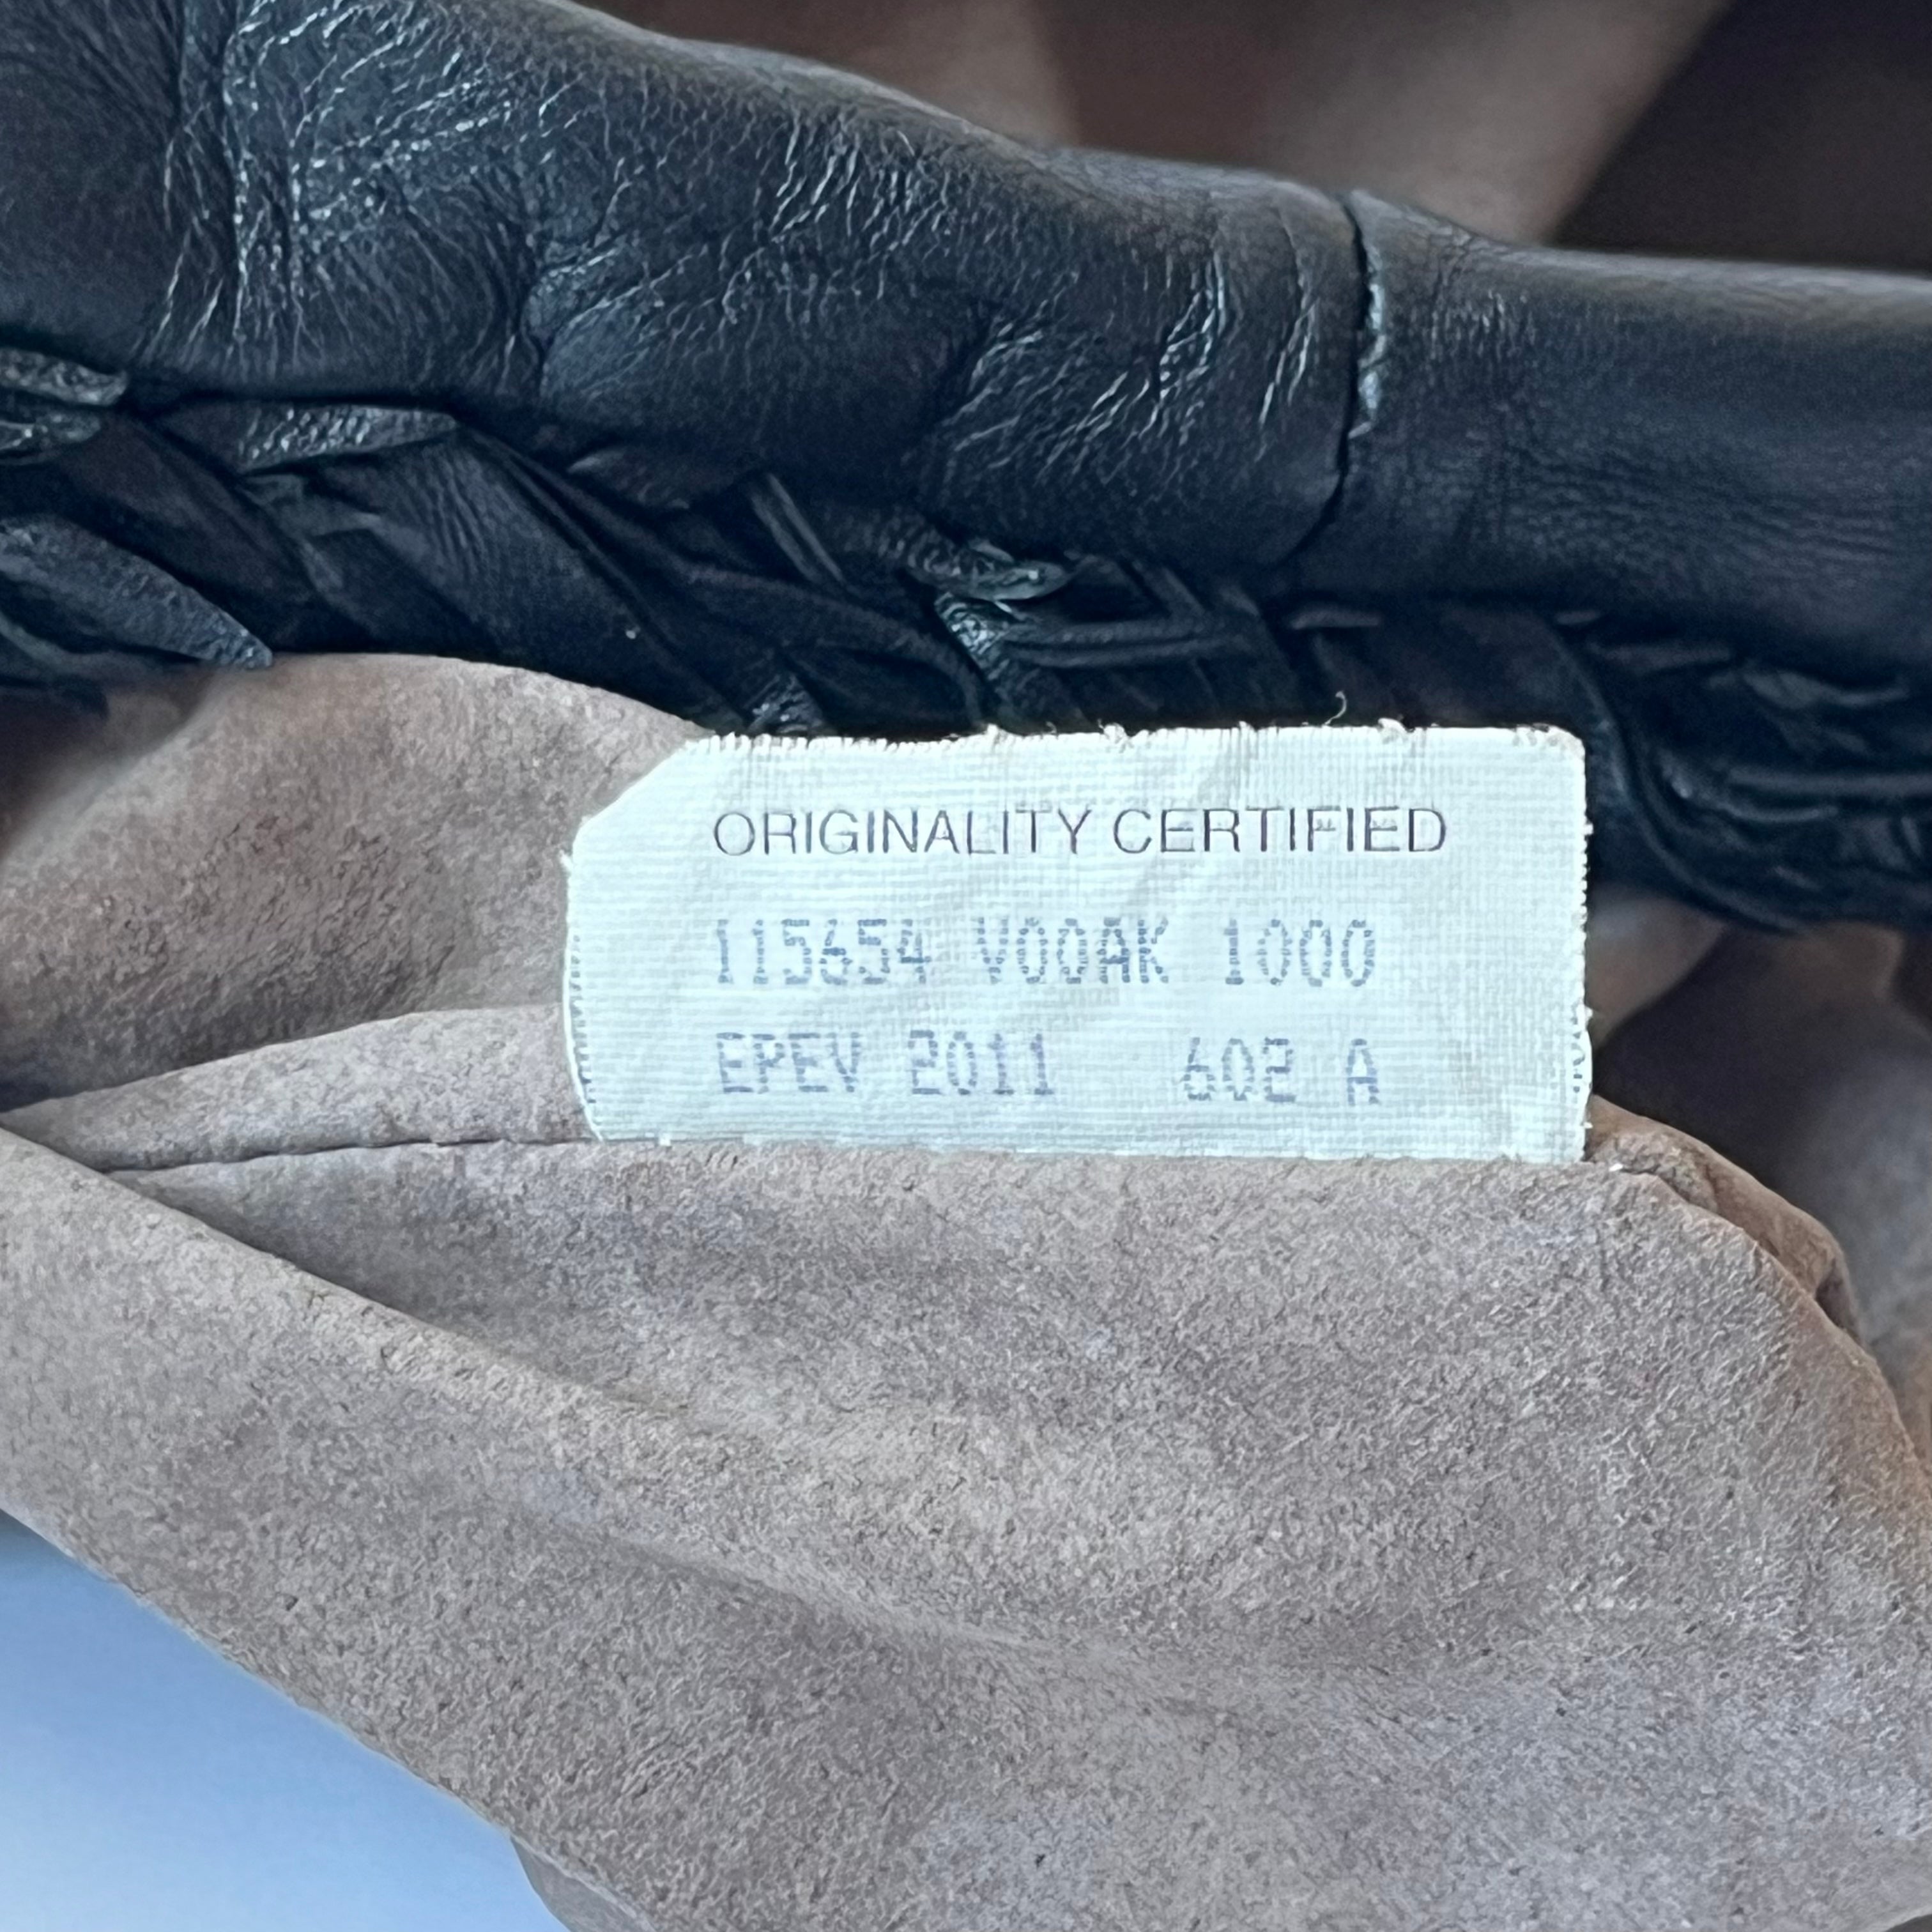 ORIGINALITY CERTIFIED
115654 V00AK 1000
EPEV 2011 602 A